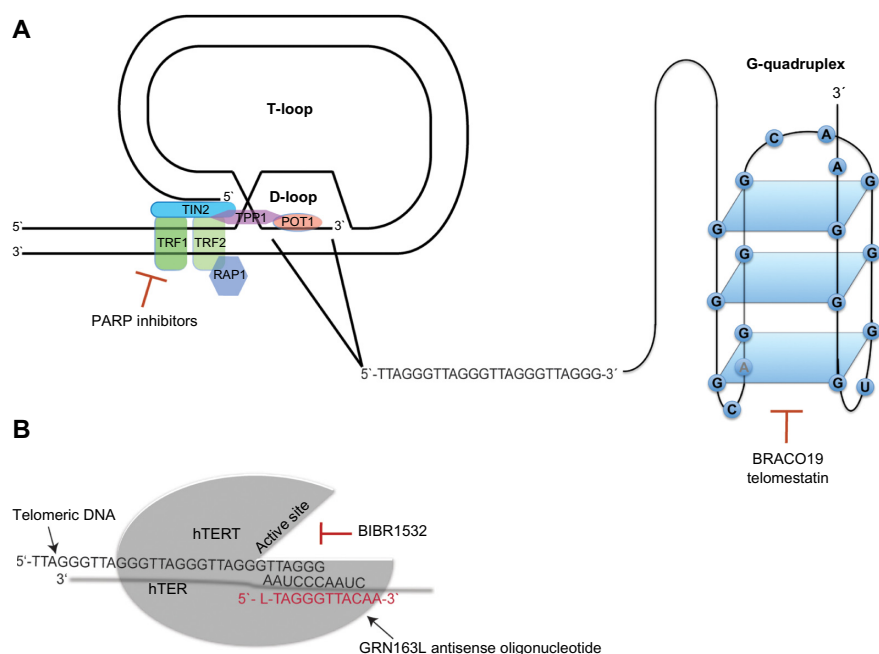 A
T-loop
D-loop
5`
TIN2
TPP1
POT1
3`
5`
TRF1
TRF2
3`
RAP1
PARP inhibitors
5`-TTAGGGTTAGGGTTAGGGTTAGGG-3´
G-quadruplex
3´
C
A
A
G
G
G
G
G
G
G
G
G
G
A
G
G
U
C
BRACO19
telomestatin
B
Telomeric DNA
hTERT
Active site
BIBR1532
5'-TTAGGGTTAGGGTTAGGGTTAGGGTTAGGG
3'
hTER
AAUCCCAAUC
5`- L-TAGGGTTACAA-3`
GRN163L antisense oligonucleotide